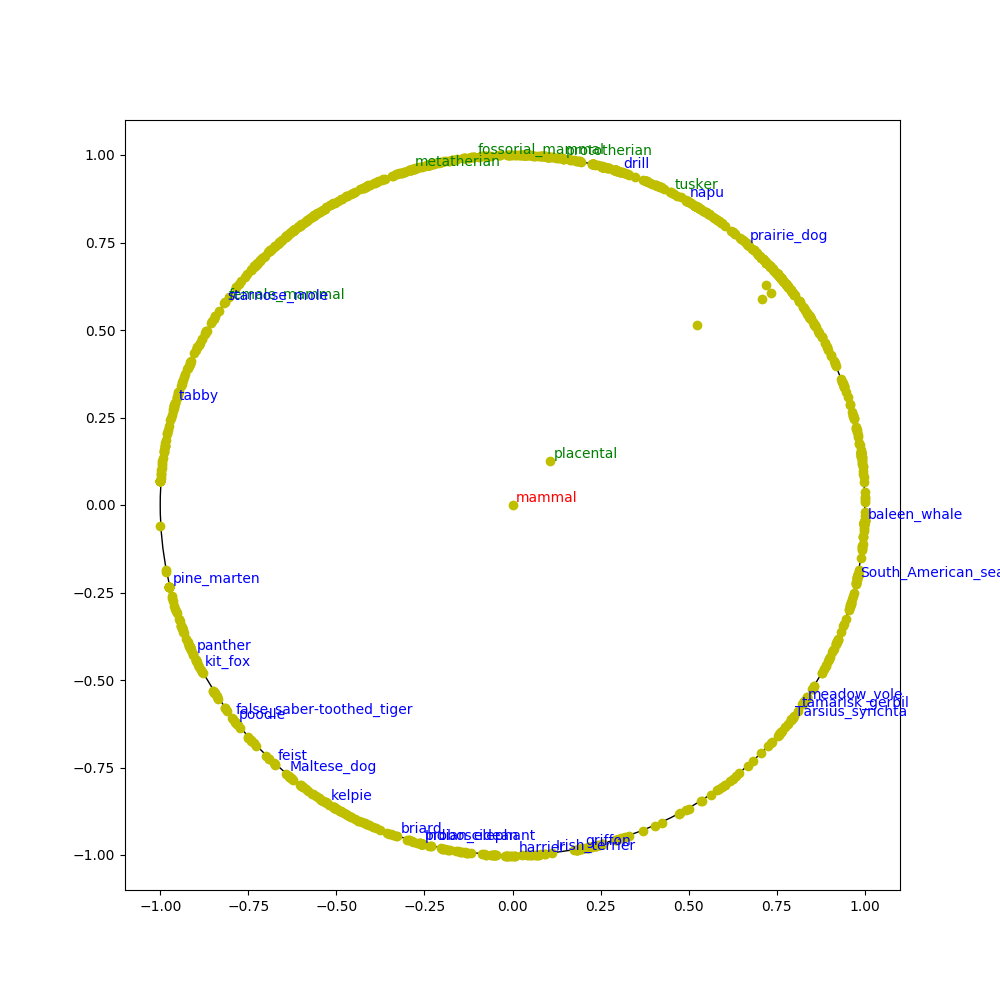 1.00
0.75
0.50
0.25
0.00
−0.25
−0.50
−0.75
−1.00
fossorial_mammal
prototherian
metatherian
drill
tusker
napu
prairie_dog
female_mammal
starnose_mole
tabby
placental
mammal
baleen_whale
South_American_sea
pine_marten
panther
kit_fox
false_saber-toothed_tiger
poodle
meadow_vole
tamarisk_gerbil
Tarsius_syrichta
feist
Maltese_dog
kelpie
briard
proboscidean
harrier
Irish_terrier
griffon
−1.00 −0.75 −0.50 −0.25 0.00 0.25 0.50 0.75 1.00